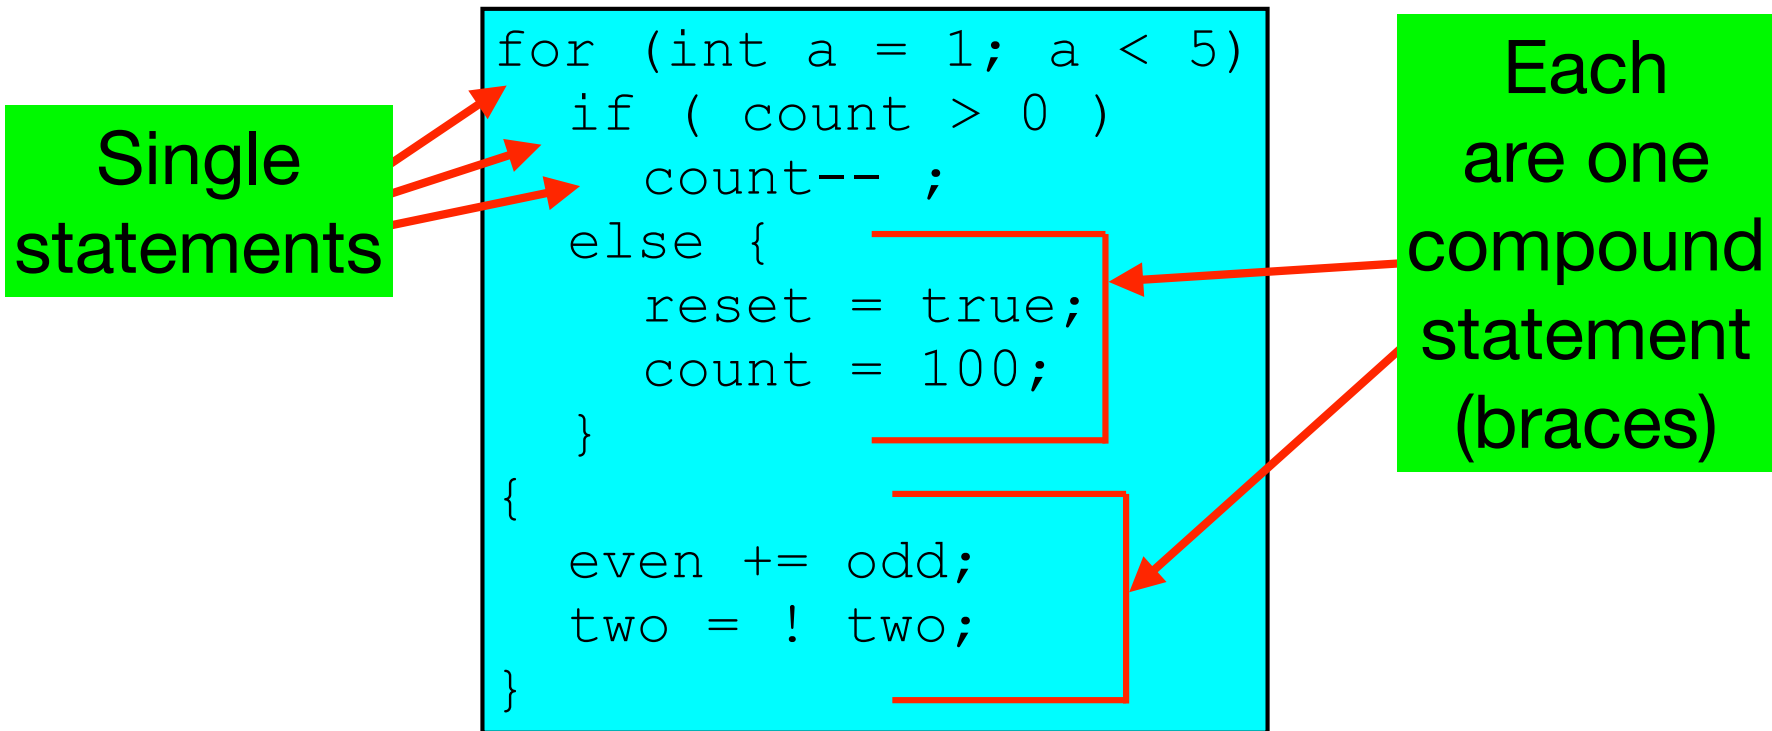 Single
statements
for (int a = 1; a < 5)
if ( count > 0 )
count-- ;
else {
reset = true;
count = 100;
}
{
even += odd;
two = ! two;
}
Each
are one
compound
statement
(braces)